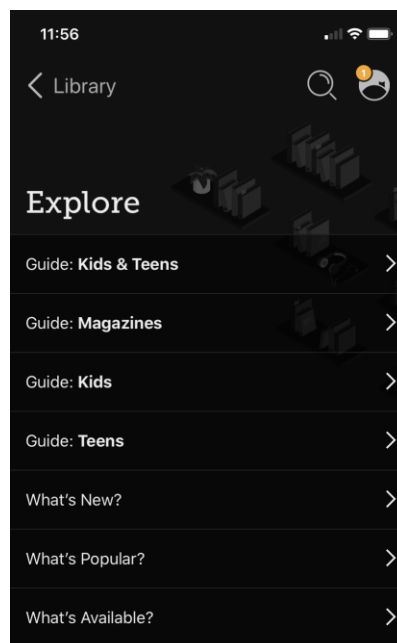 11:56
Library
1
Explore
Guide: Kids & Teens
Guide: Magazines
Guide: Kids
Guide: Teens
What's New?
What's Popular?
What's Available?